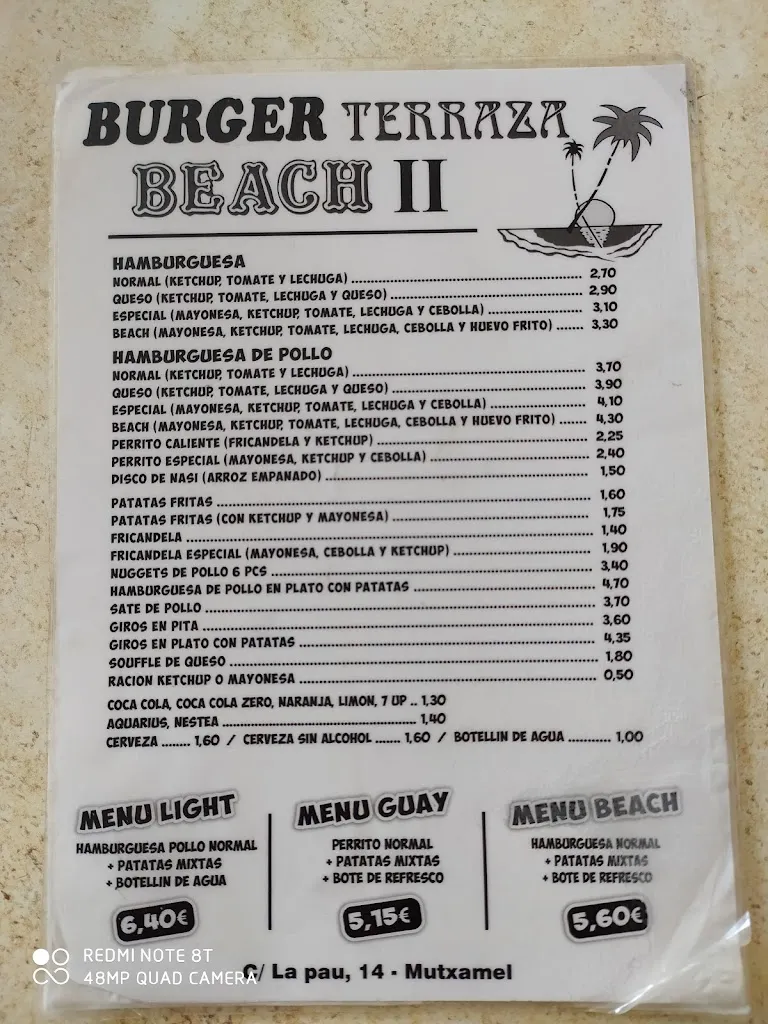 BURGER TERRAZA
BEACH II
HAMBURGUESA
NORMAL (KETCHUP, TOMATE Y LECHUGA) ........ 2,70
QUESO (KETCHUP, TOMATE, LECHUGA Y QUESO) ........ 2,90
ESPECIAL (MAYONESA, KETCHUP, TOMATE, LECHUGA Y CEBOLLA) ........ 3,10
BEACH (MAYONESA, KETCHUP, TOMATE, LECHUGA, CEBOLLA Y HUEVO FRITO) ....... 3,30
HAMBURGUESA DE POLLO
NORMAL (KETCHUP, TOMATE Y LECHUGA) ........ 3,70
QUESO (KETCHUP, TOMATE, LECHUGA Y QUESO) ........ 3,90
ESPECIAL (MAYONESA, KETCHUP, TOMATE, LECHUGA Y CEBOLLA) ........ 4,10
BEACH (MAYONESA, KETCHUP, TOMATE, LECHUGA, CEBOLLA Y HUEVO FRITO) ....... 4,30
PERRITO CALIENTE (FRICANDELA Y KETCHUP) ........ 2,25
PERRITO ESPECIAL (MAYONESA, KETCHUP Y CEBOLLA) ........ 2,40
DISCO DE NASI (ARROZ EMPANADO) ........ 1,50
PATATAS FRITAS ........ 1,60
PATATAS FRITAS (CON KETCHUP Y MAYONESA) ........ 1,75
FRICANDELA ........ 1,40
FRICANDELA ESPECIAL (MAYONESA, CEBOLLA Y KETCHUP) ........ 1,90
NUGGETS DE POLLO 6 PCS ........ 3,40
HAMBURGUESA DE POLLO EN PLATO CON PATATAS ........ 4,70
SATE DE POLLO ........ 3,70
GIROS EN PITA ........ 3,60
GIROS EN PLATO CON PATATAS ........ 4,35
SOUFFLE DE QUESO ........ 1,80
RACION KETCHUP O MAYONESA ........ 0,50
COCA COLA, COCA COLA ZERO, NARANJA, LIMON, 7 UP .. 1,30
AQUARIUS, NESTEA ........ 1,40
CERVEZA ........ 1,60 / CERVEZA SIN ALCOHOL ....... 1,60 / BOTELLIN DE AGUA ........... 1,00
MENU LIGHT
HAMBURGUESA POLLO NORMAL
+ PATATAS MIXTAS
+ BOTELLIN DE AGUA
6,40€
MENU GUAY
PERRITO NORMAL
+ PATATAS MIXTAS
+ BOTE DE REFRESCO
5,15€
MENU BEACH
HAMBURGUESA NORMAL
+ PATATAS MIXTAS
+ BOTE DE REFRESCO
5,60€
C/ La pau, 14 - Mutxamel
REDMI NOTE 8T
48MP QUAD CAMERA